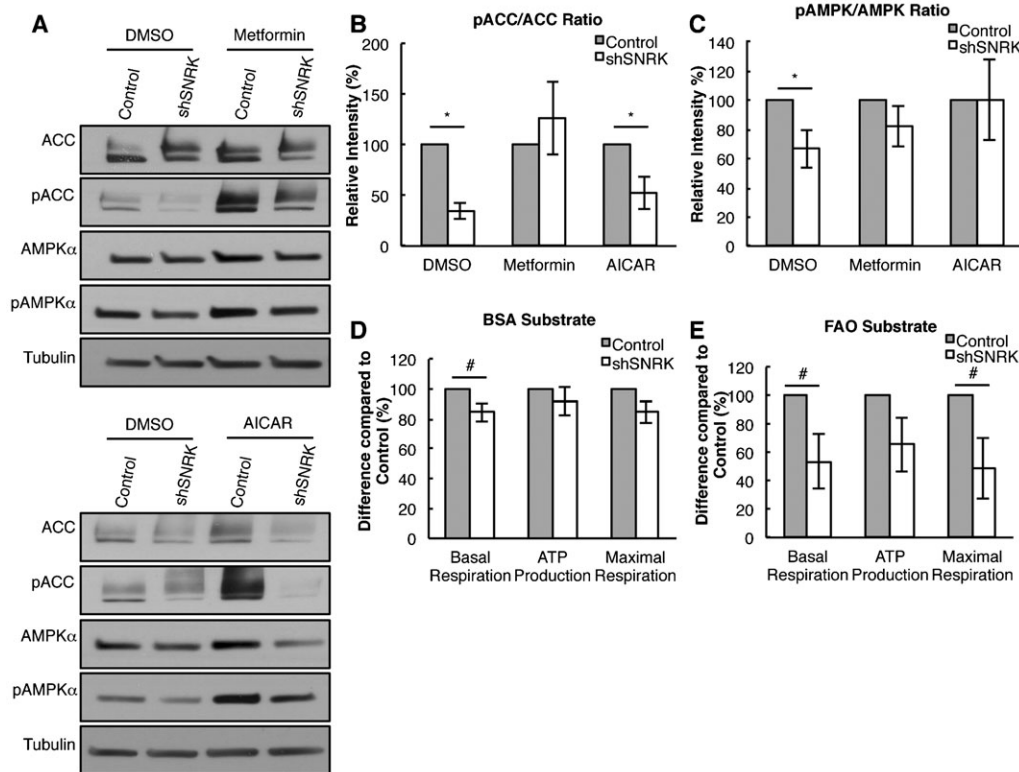 A
DMSO
Metformin
Control
shSNRK
Control
shSNRK
ACC
pACC
AMPKα
pAMPKα
Tubulin
DMSO
AICAR
Control
shSNRK
Control
shSNRK
ACC
pACC
AMPKα
pAMPKα
Tubulin
B
pACC/ACC Ratio
Control
shSNRK
Relative Intensity (%)
200
150
100
50
0
*
*
DMSO
Metformin
AICAR
C
pAMPK/AMPK Ratio
Control
shSNRK
Relative Intensity %
140
120
100
80
60
40
20
0
*
DMSO
Metformin
AICAR
D
BSA Substrate
Control
shSNRK
Difference compared to
Control (%)
120
100
80
60
40
20
0
#
Basal
Respiration
ATP
Production
Maximal
Respiration
E
FAO Substrate
Control
shSNRK
Difference compared to
Control (%)
120
100
80
60
40
20
0
#
#
Basal
Respiration
ATP
Production
Maximal
Respiration